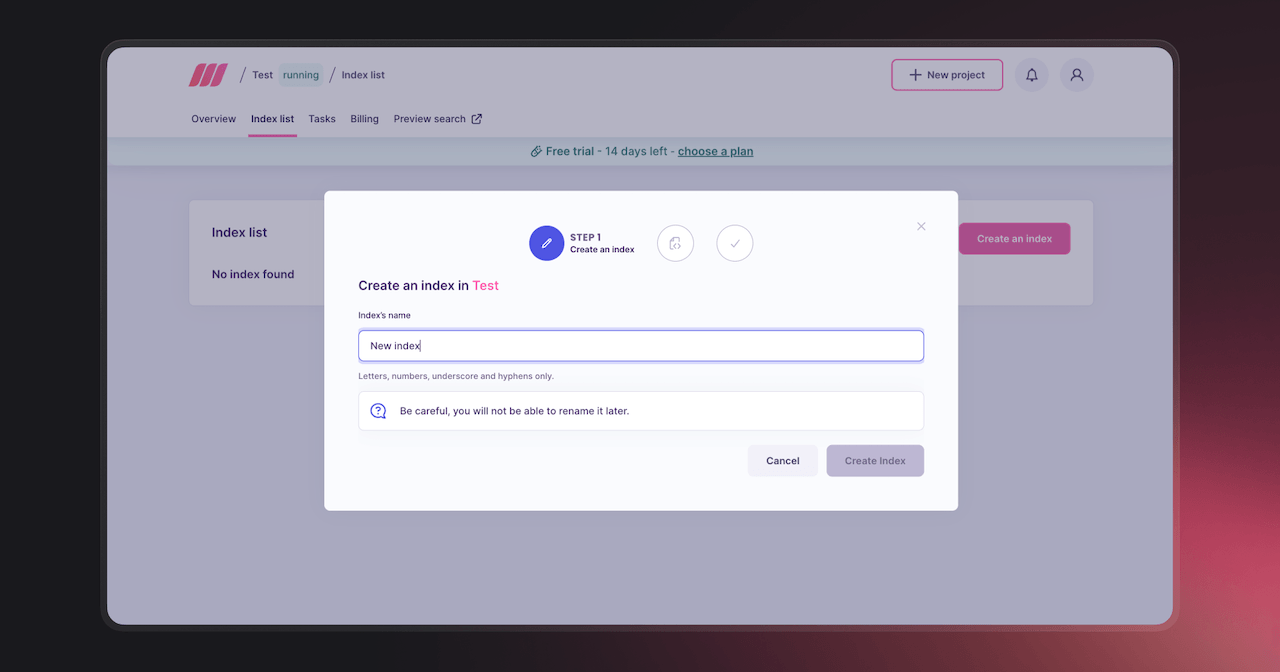 / Test running / Index list
New project
Overview Index list Tasks Billing Preview search
Free trial - 14 days left - choose a plan
Index list
Create an index
No index found
STEP 1
Create an index
Create an index in Test
Index's name
New index
Letters, numbers, underscore and hyphens only.
Be careful, you will not be able to rename it later.
Cancel
Create Index